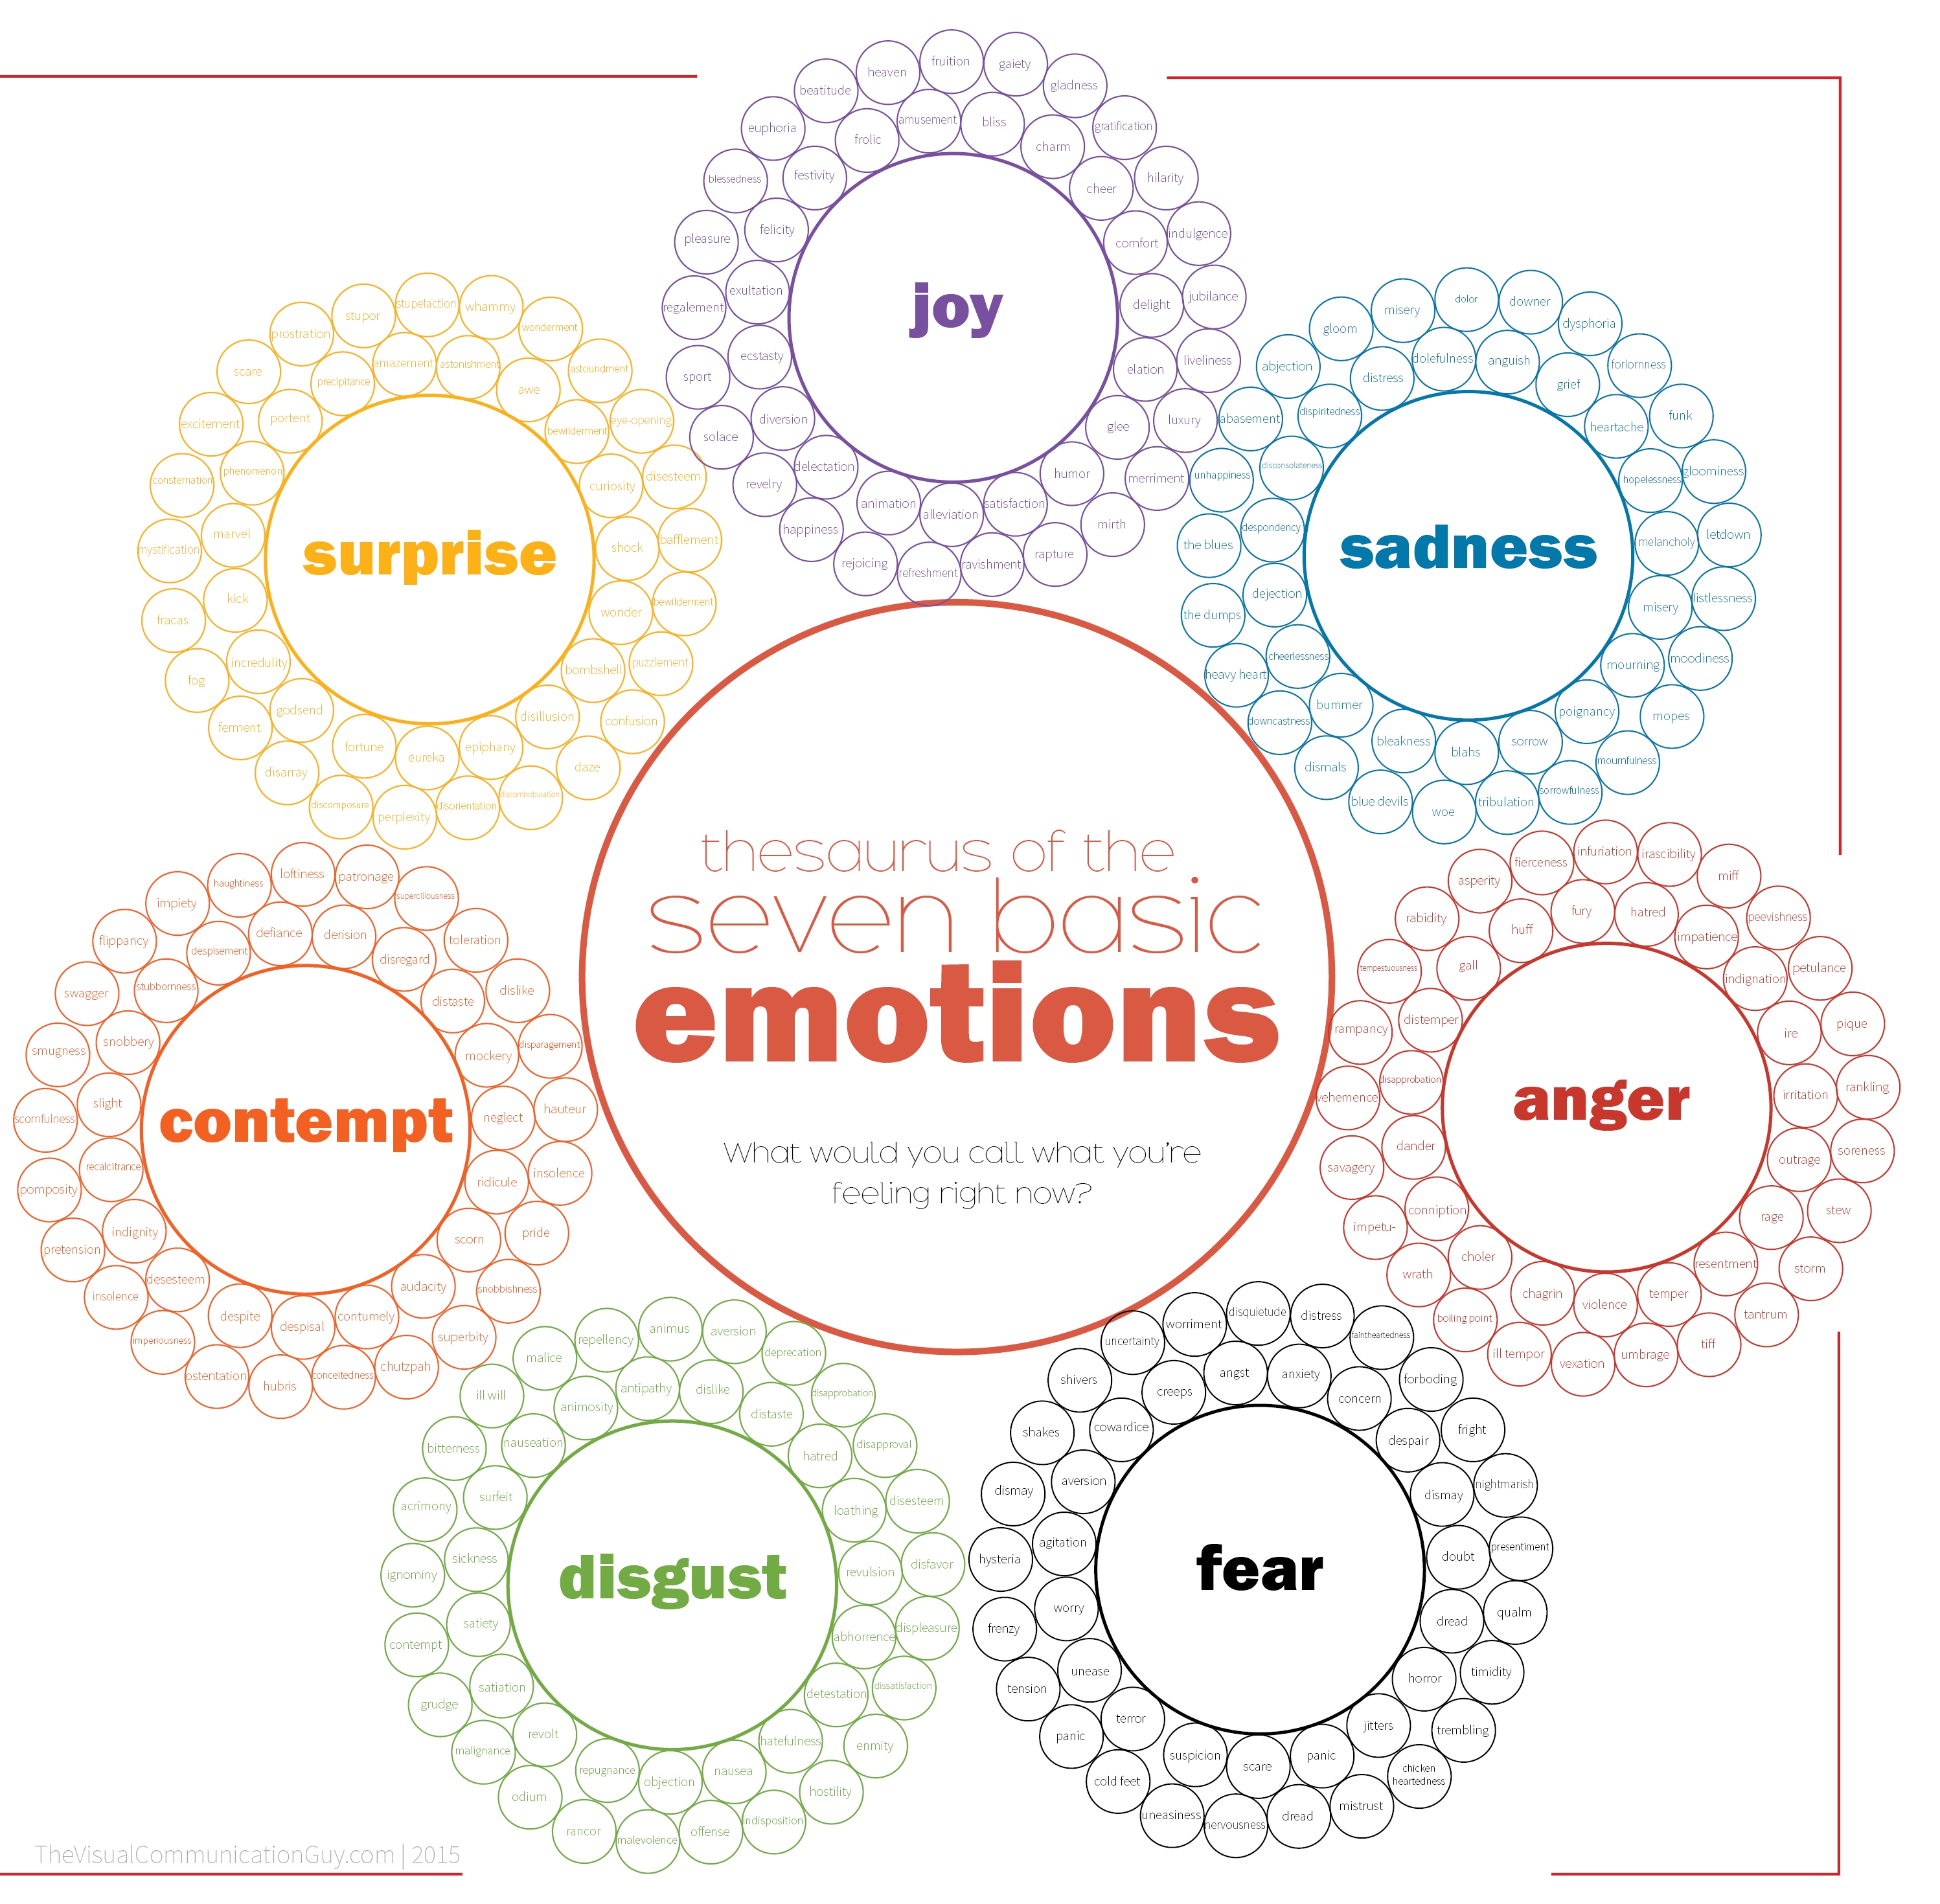 thesaurus of the
seven basic
emotions
What would you call what you're
feeling right now?
joy
fruition
gaiety
gladness
gratification
hilarity
indulgence
jubilance
liveliness
luxury
merriment
mirth
rapture
ravishment
refreshment
rejoicing
happiness
revelry
solace
sport
regalement
pleasure
blessedness
euphoria
beatitude
heaven
amusement
bliss
charm
cheer
comfort
delight
elation
glee
humor
satisfaction
alleviation
animation
delectation
diversion
ecstasy
exultation
felicity
festivity
frolic
sadness
dolor
downer
dysphoria
forlornness
funk
gloominess
letdown
listlessness
moodiness
mopes
mournfulness
sorrowfulness
tribulation
woe
blue devils
dismals
downcastness
heavy heart
the dumps
the blues
unhappiness
abasement
abjection
gloom
misery
dolefulness
anguish
grief
heartache
hopelessness
melancholy
misery
mourning
poignancy
sorrow
blahs
bleakness
bummer
cheerlessness
dejection
despondency
disconsolateness
dispiritedness
distress
anger
infuriation
irascibility
miff
peevishness
petulance
pique
rankling
soreness
stew
storm
tantrum
tiff
umbrage
vexation
ill tempor
boiling point
wrath
impetu-
savagery
vehemence
rampancy
tempestuousness
rabidity
asperity
fierceness
fury
hatred
impatience
indignation
ire
irritation
outrage
rage
resentment
temper
violence
chagrin
choler
conniption
dander
disapprobation
distemper
gall
huff
fear
disquietude
distress
faintheartedness
forboding
fright
nightmarish
presentiment
qualm
timidity
trembling
chicken
heartedness
mistrust
dread
nervousness
uneasiness
cold feet
panic
tension
frenzy
hysteria
dismay
shakes
shivers
uncertainty
worriment
angst
anxiety
concern
despair
dismay
doubt
dread
horror
jitters
panic
scare
suspicion
terror
unease
worry
agitation
aversion
cowardice
creeps
disgust
animus
aversion
deprecation
disapprobation
disapproval
disesteem
disfavor
displeasure
dissatisfaction
enmity
hostility
indisposition
offense
malevolence
rancor
odium
malignance
grudge
contempt
ignominy
acrimony
bitterness
ill will
malice
repellency
antipathy
dislike
distaste
hatred
loathing
revulsion
abhorrence
detestation
hatefulness
nausea
objection
repugnance
revolt
satiation
satiety
sickness
surfeit
nauseation
animosity
contempt
loftiness
patronage
superciliousness
toleration
dislike
disparagement
hauteur
insolence
pride
snobbishness
superbity
chutzpah
conceitedness
hubris
ostentation
imperiousness
insolence
pretension
pomposity
scornfulness
smugness
swagger
flippancy
impiety
haughtiness
defiance
derision
disregard
distaste
mockery
neglect
ridicule
scorn
audacity
contumely
despisal
despite
desesteem
indignity
recalcitrance
slight
snobbery
stubbornness
despisement
surprise
stupefaction
whammy
wonderment
astoundment
eye-opening
disesteem
bafflement
bewilderment
puzzlement
confusion
daze
discombobulation
disorientation
perplexity
discomposure
disarray
ferment
fog
fracas
mystification
consternation
excitement
scare
prostration
stupor
amazement
astonishment
awe
bewilderment
curiosity
shock
wonder
bombshell
disillusion
epiphany
eureka
fortune
godsend
incredulity
kick
marvel
phenomenon
portent
precipitance
TheVisualCommunicationGuy.com | 2015